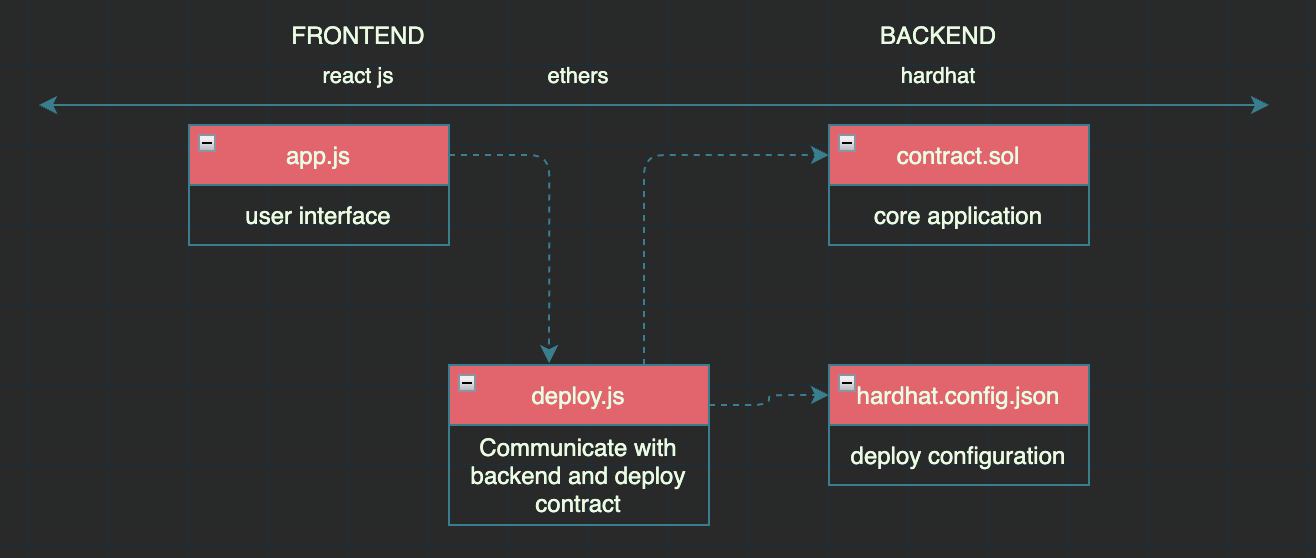 FRONTEND
BACKEND
react js
ethers
hardhat
app.js
user interface
contract.sol
core application
deploy.js
Communicate with
backend and deploy
contract
hardhat.config.json
deploy configuration